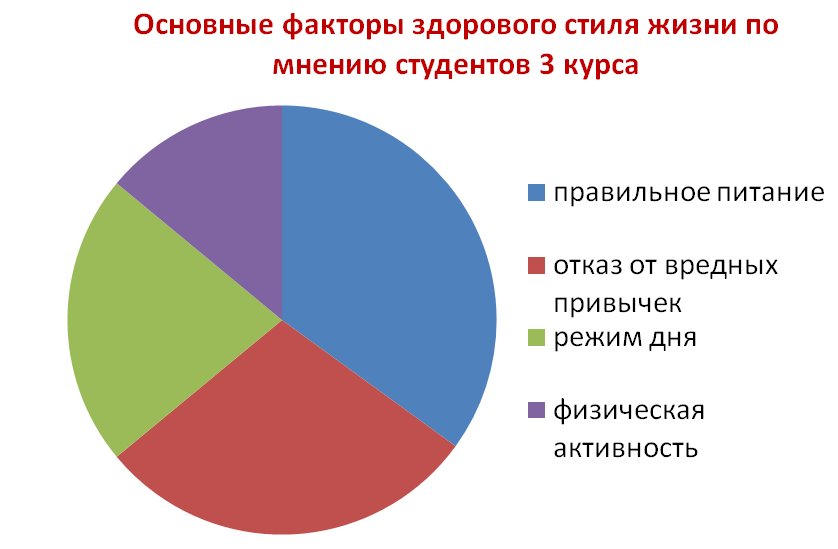 Основные факторы здорового стиля жизни по
мнению студентов 3 курса
правильное питание
отказ от вредных
привычек
режим дня
физическая
активность